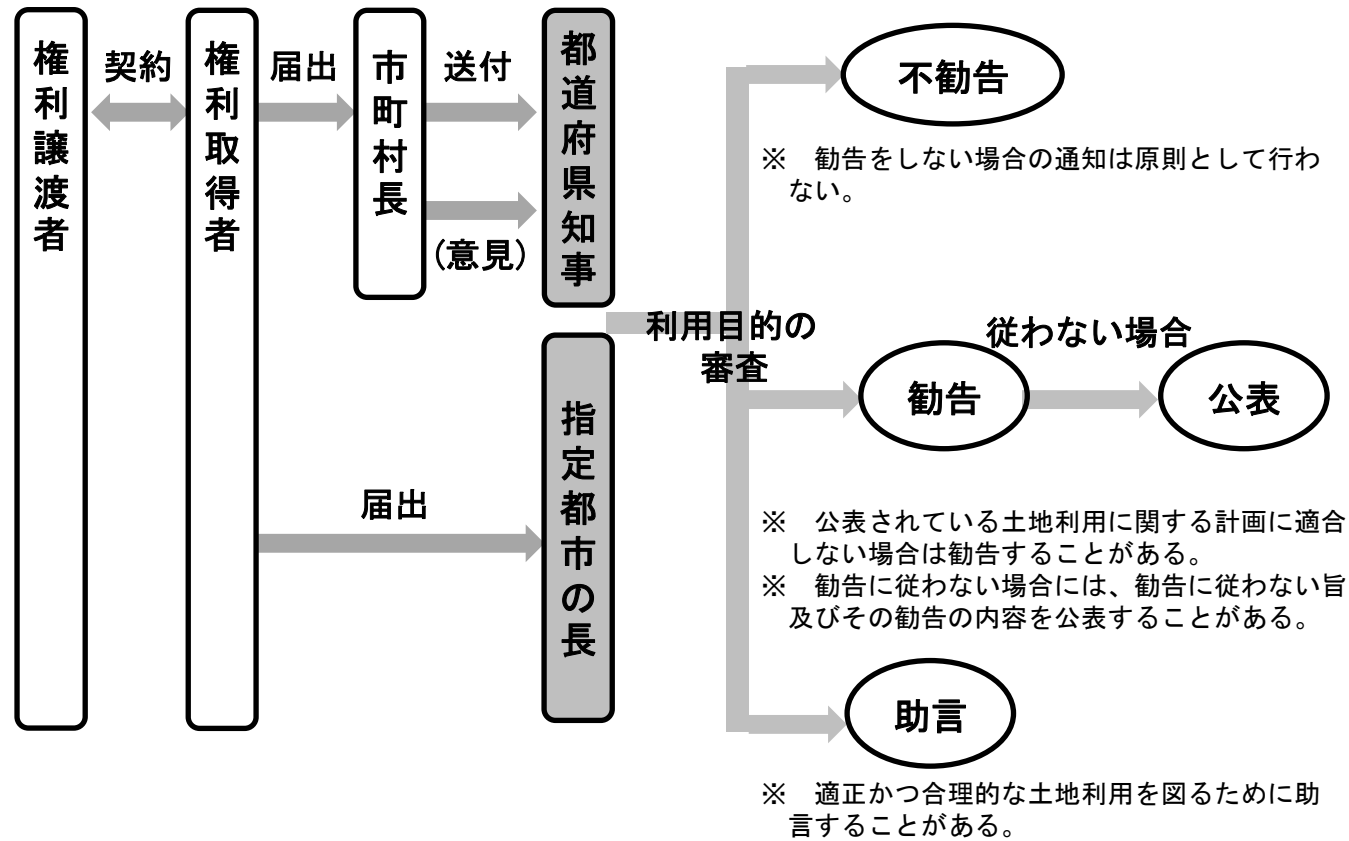 権利譲渡者
契約
権利取得者
届出
市町村長
送付
(意見)
都道府県知事
届出
指定都市の長
利用目的の
審査
不勧告
※　勧告をしない場合の通知は原則として行わ
ない。
勧告
従わない場合
公表
※　公表されている土地利用に関する計画に適合
しない場合は勧告することがある。
※　勧告に従わない場合には、勧告に従わない旨
及びその勧告の内容を公表することがある。
助言
※　適正かつ合理的な土地利用を図るために助
言することがある。